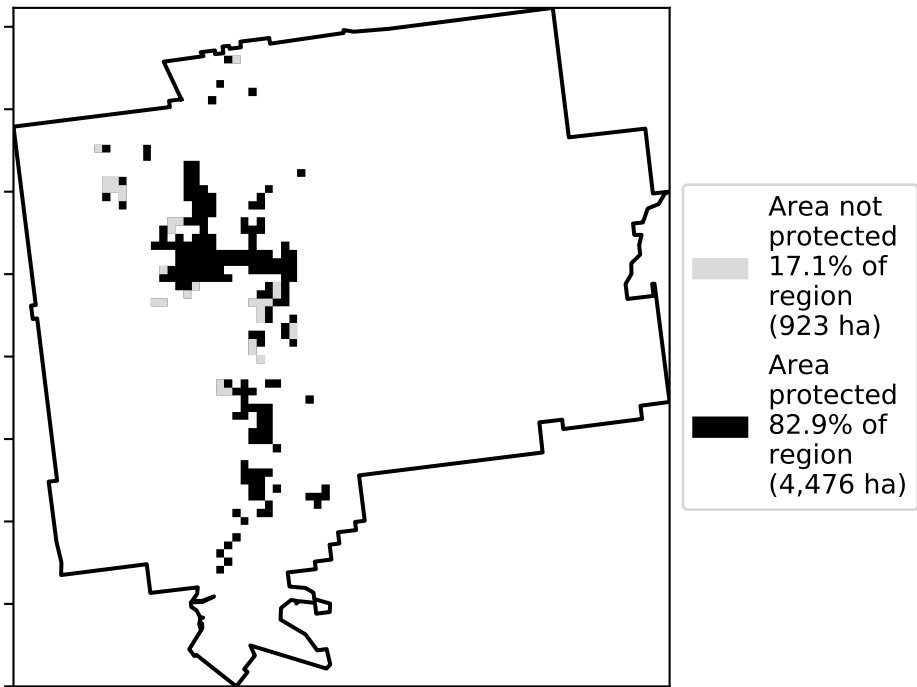 Area not
protected
17.1% of
region
(923 ha)
Area
protected
82.9% of
region
(4,476 ha)